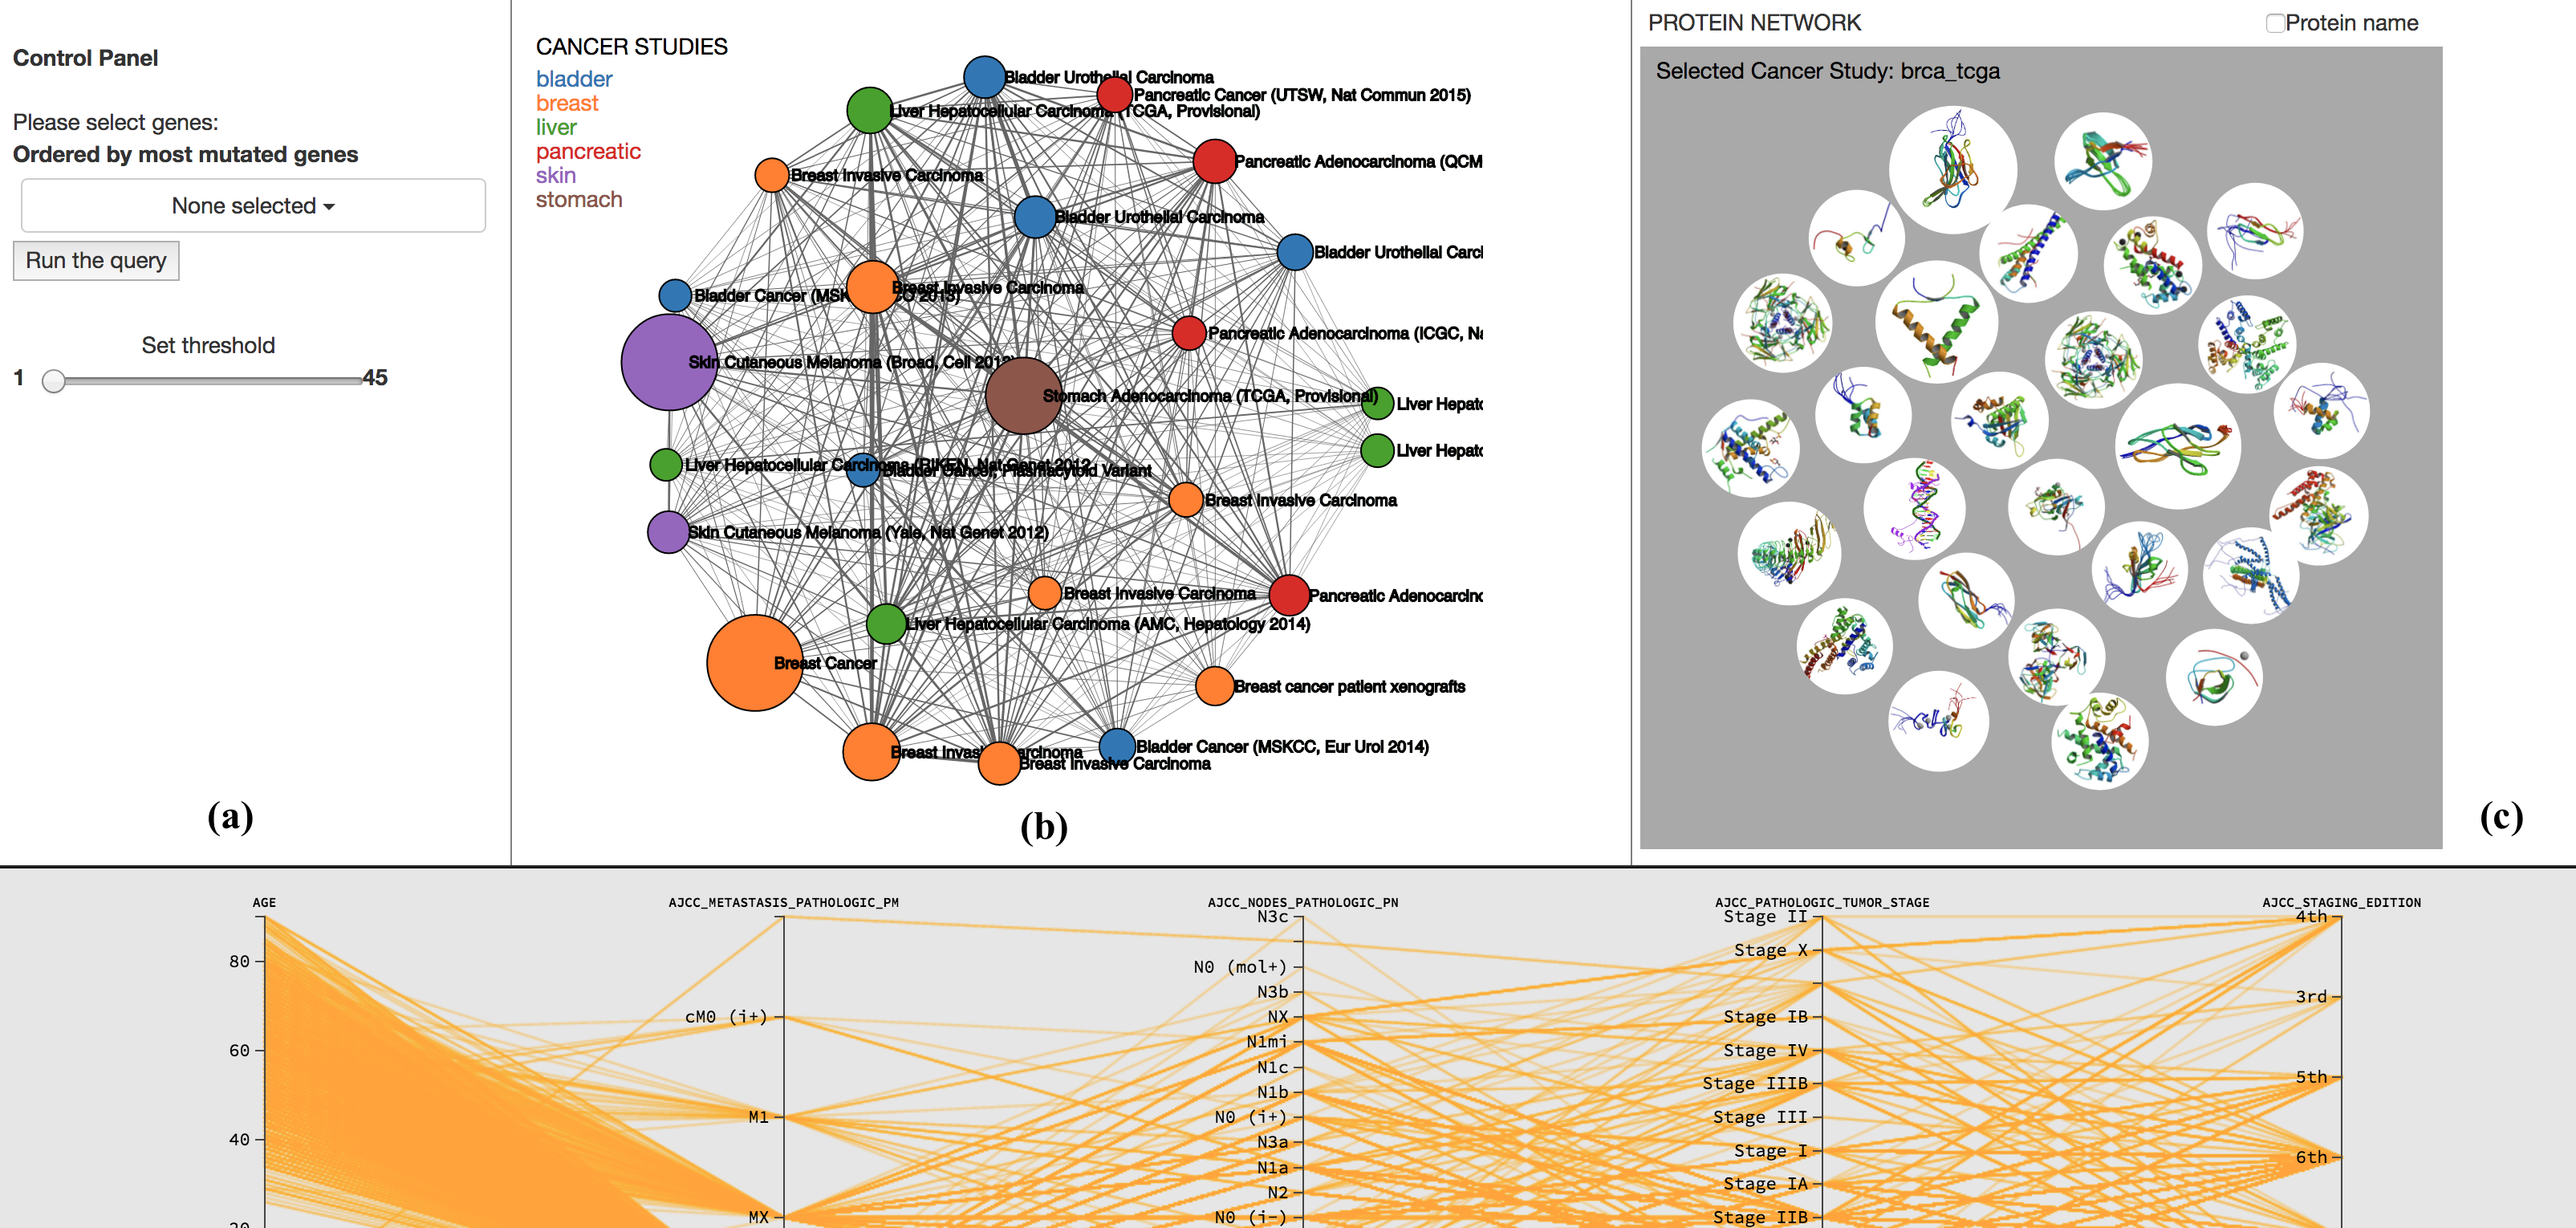 Control Panel
Please select genes:
Ordered by most mutated genes
None selected
Run the query
Set threshold
1
45
(a)
CANCER STUDIES
bladder
breast
liver
pancreatic
skin
stomach
Bladder Urothelial Carcinoma
Pancreatic Cancer (UTSW, Nat Commun 2015)
Liver Hepatocellular Carcinoma (TCGA, Provisional)
Pancreatic Adenocarcinoma (QCM
Breast Invasive Carcinoma
Bladder Urothelial Carcinoma
Bladder Urothelial Carci
Breast Invasive Carcinoma
Bladder Cancer (MSK CO 2013)
Pancreatic Adenocarcinoma (ICGC, Na
Skin Cutaneous Melanoma (Broad, Cell 2012)
Stomach Adenocarcinoma (TCGA, Provisional)
Liver Hepato
Liver Hepato
Liver Hepatocellular Carcinoma (RIKEN, Nat Genet 2012
Bladder Cancer, Plasmacytoid Variant
Breast Invasive Carcinoma
Skin Cutaneous Melanoma (Yale, Nat Genet 2012)
Breast Invasive Carcinoma
Pancreatic Adenocarcino
Liver Hepatocellular Carcinoma (AMC, Hepatology 2014)
Breast Cancer
Breast cancer patient xenografts
Breast Invas arcinoma
Bladder Cancer (MSKCC, Eur Urol 2014)
Breast Invasive Carcinoma
(b)
PROTEIN NETWORK
Protein name
Selected Cancer Study: brca_tcga
(c)
AGE
80
60
40
20
AJCC_METASTASIS_PATHOLOGIC_PM
cM0 (i+)
M1
MX
AJCC_NODES_PATHOLOGIC_PN
N3c
N0 (mol+)
N3b
NX
N1mi
N1c
N1b
N0 (i+)
N3a
N1a
N2
N0 (i-)
AJCC_PATHOLOGIC_TUMOR_STAGE
Stage II
Stage X
Stage IB
Stage IV
Stage IIIB
Stage III
Stage I
Stage IA
Stage IIB
AJCC_STAGING_EDITION
4th
3rd
5th
6th